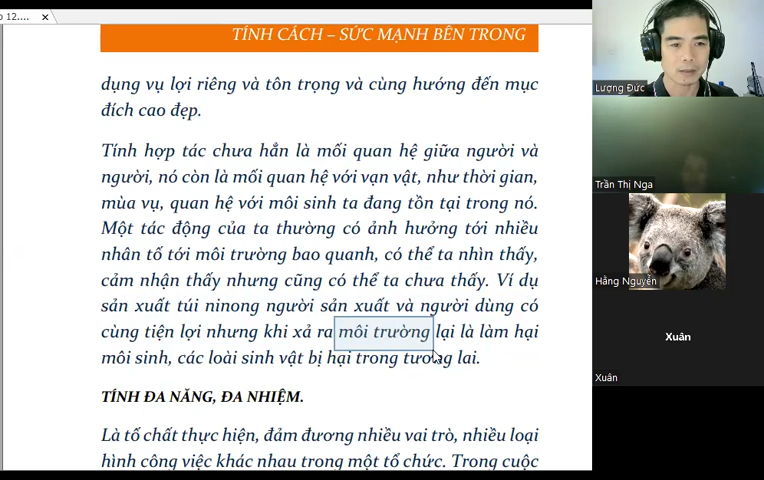 o 12....
TÍNH CÁCH – SỨC MẠNH BÊN TRONG
dụng vụ lợi riêng và tôn trọng và cùng hướng đến mục
đích cao đẹp.
Tính hợp tác chưa hẳn là mối quan hệ giữa người và
người, nó còn là mối quan hệ với vạn vật, như thời gian,
mùa vụ, quan hệ với môi sinh ta đang tồn tại trong nó.
Một tác động của ta thường có ảnh hưởng tới nhiều
nhân tố tới môi trường bao quanh, có thể ta nhìn thấy,
cảm nhận thấy nhưng cũng có thể ta chưa thấy. Ví dụ
sản xuất túi ninong người sản xuất và người dùng có
cùng tiện lợi nhưng khi xả ra môi trường lại là làm hại
môi sinh, các loài sinh vật bị hại trong tương lai.
TÍNH ĐA NĂNG, ĐA NHIỆM.
Là tố chất thực hiện, đảm đương nhiều vai trò, nhiều loại
hình công việc khác nhau trong một tổ chức. Trong cuộc
Lượng Đức
Trần Thị Nga
Hằng Nguyễn
Xuân
Xuân